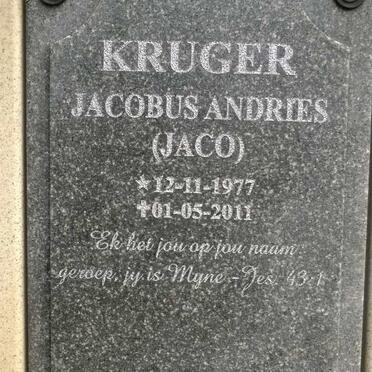 KRUGER
JACOBUS ANDRIES
(JACO)
★12-11-1977
✝01-05-2011
Ek het jou op jou naam
geroep, jy is Myne - Jes. 43:1